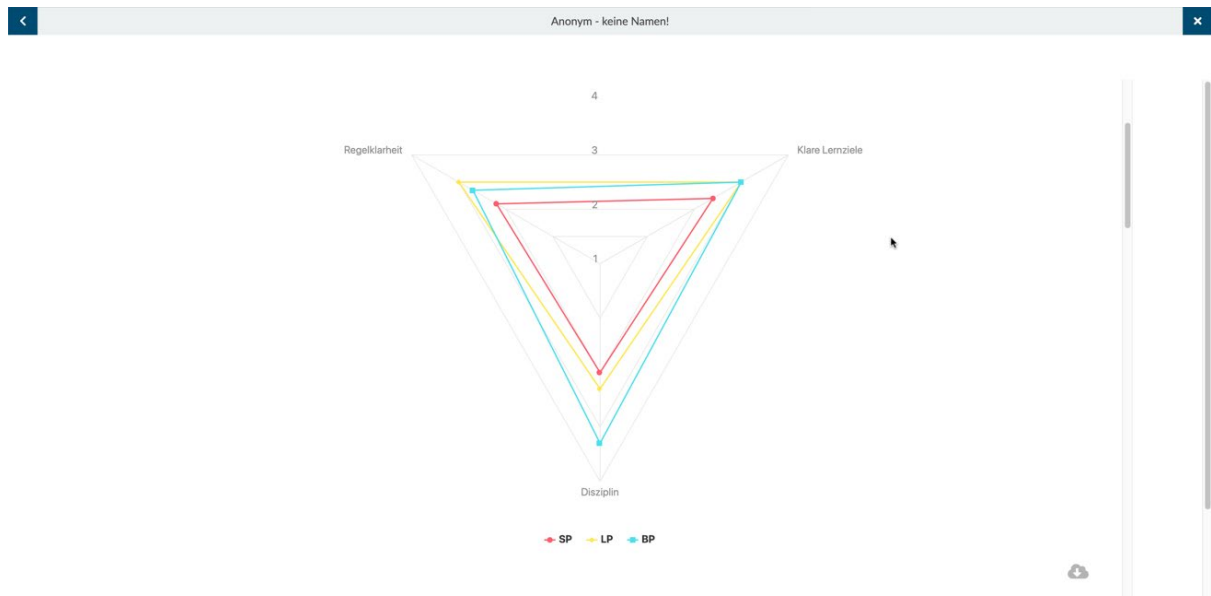 Anonym - keine Namen!
4
Regelklarheit
3
Klare Lernziele
2
1
Disziplin
SP LP BP